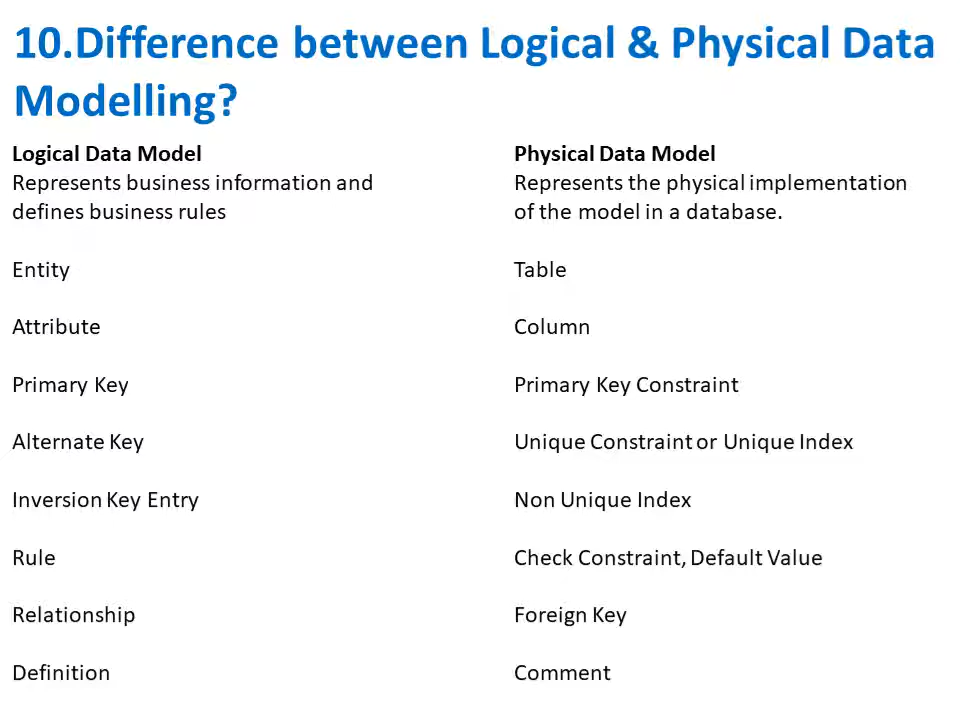 10.Difference between Logical & Physical Data
Modelling?
Logical Data Model
Represents business information and
defines business rules
Entity
Attribute
Primary Key
Alternate Key
Inversion Key Entry
Rule
Relationship
Definition
Physical Data Model
Represents the physical implementation
of the model in a database.
Table
Column
Primary Key Constraint
Unique Constraint or Unique Index
Non Unique Index
Check Constraint, Default Value
Foreign Key
Comment